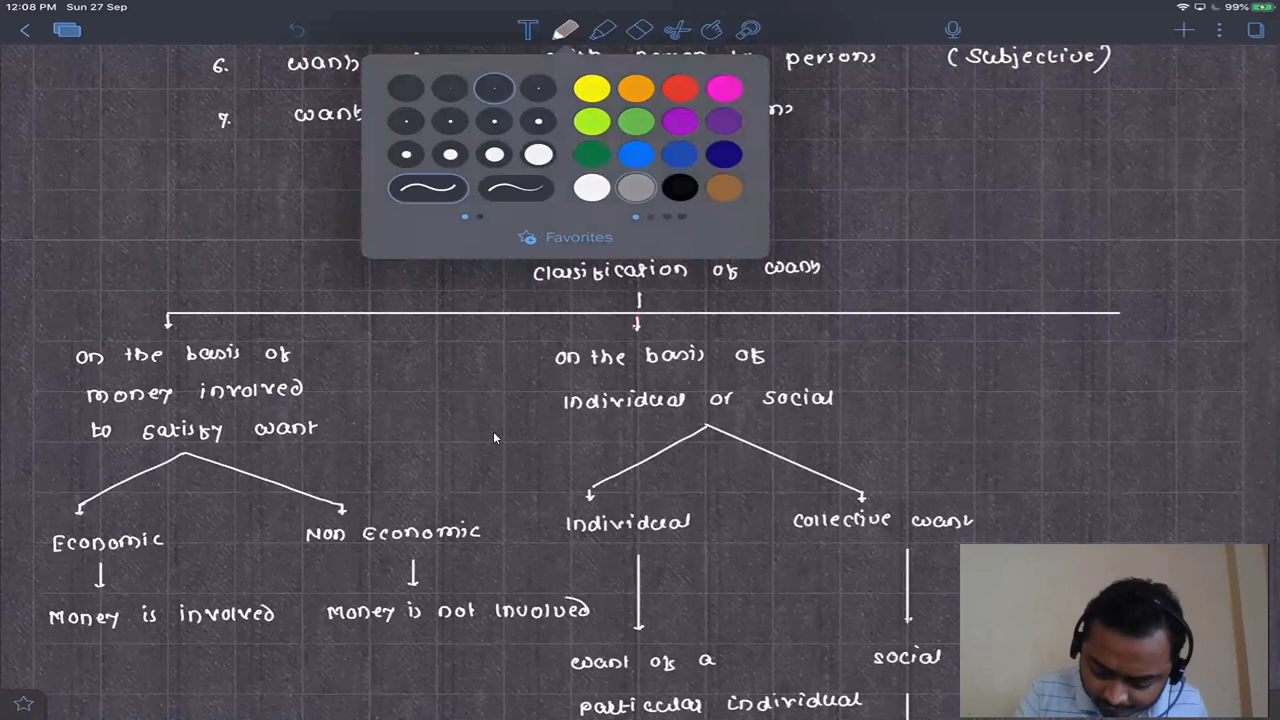 12:08 PM Sun 27 Sep
99%
T
6. wants persons (Subjective)
7. want
Favorites
Classification of want
on the basis of
money involved
to satisfy want
on the basis of
Individual or social
Economic
Non Economic
Individual
Collective want
Money is involved
Money is not Involved
want of a
particular individual
social